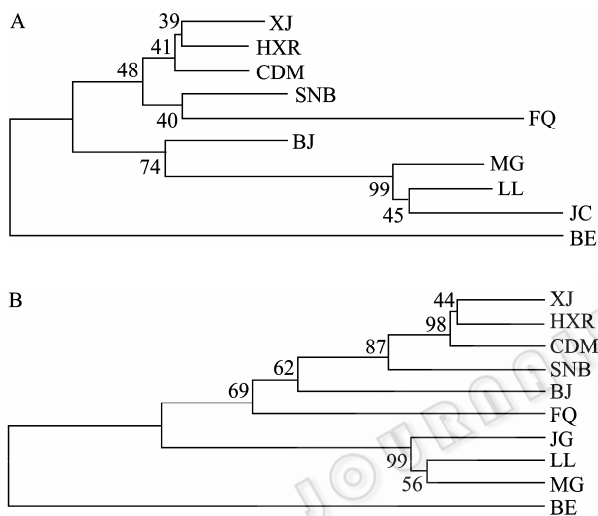 A
39
XJ
HXR
41
CDM
48
SNB
40
FQ
BJ
74
MG
99
LL
45
JC
BE
B
44
XJ
HXR
98
CDM
87
SNB
62
BJ
69
FQ
JG
99
LL
56
MG
BE
JOURNAL